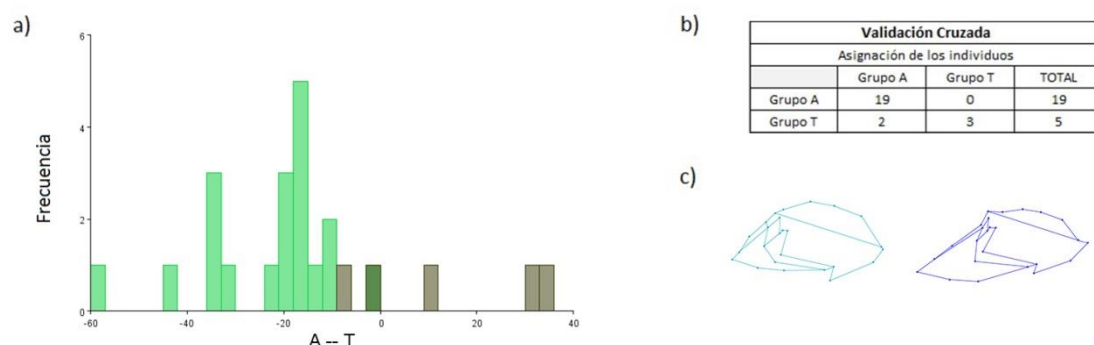 a)
6
4
2
0
Frecuencia
-60
-40
-20
0
20
40
A -- T
b)
Validación Cruzada
Asignación de los individuos
Grupo A Grupo T TOTAL
Grupo A 19 0 19
Grupo T 2 3 5
c)